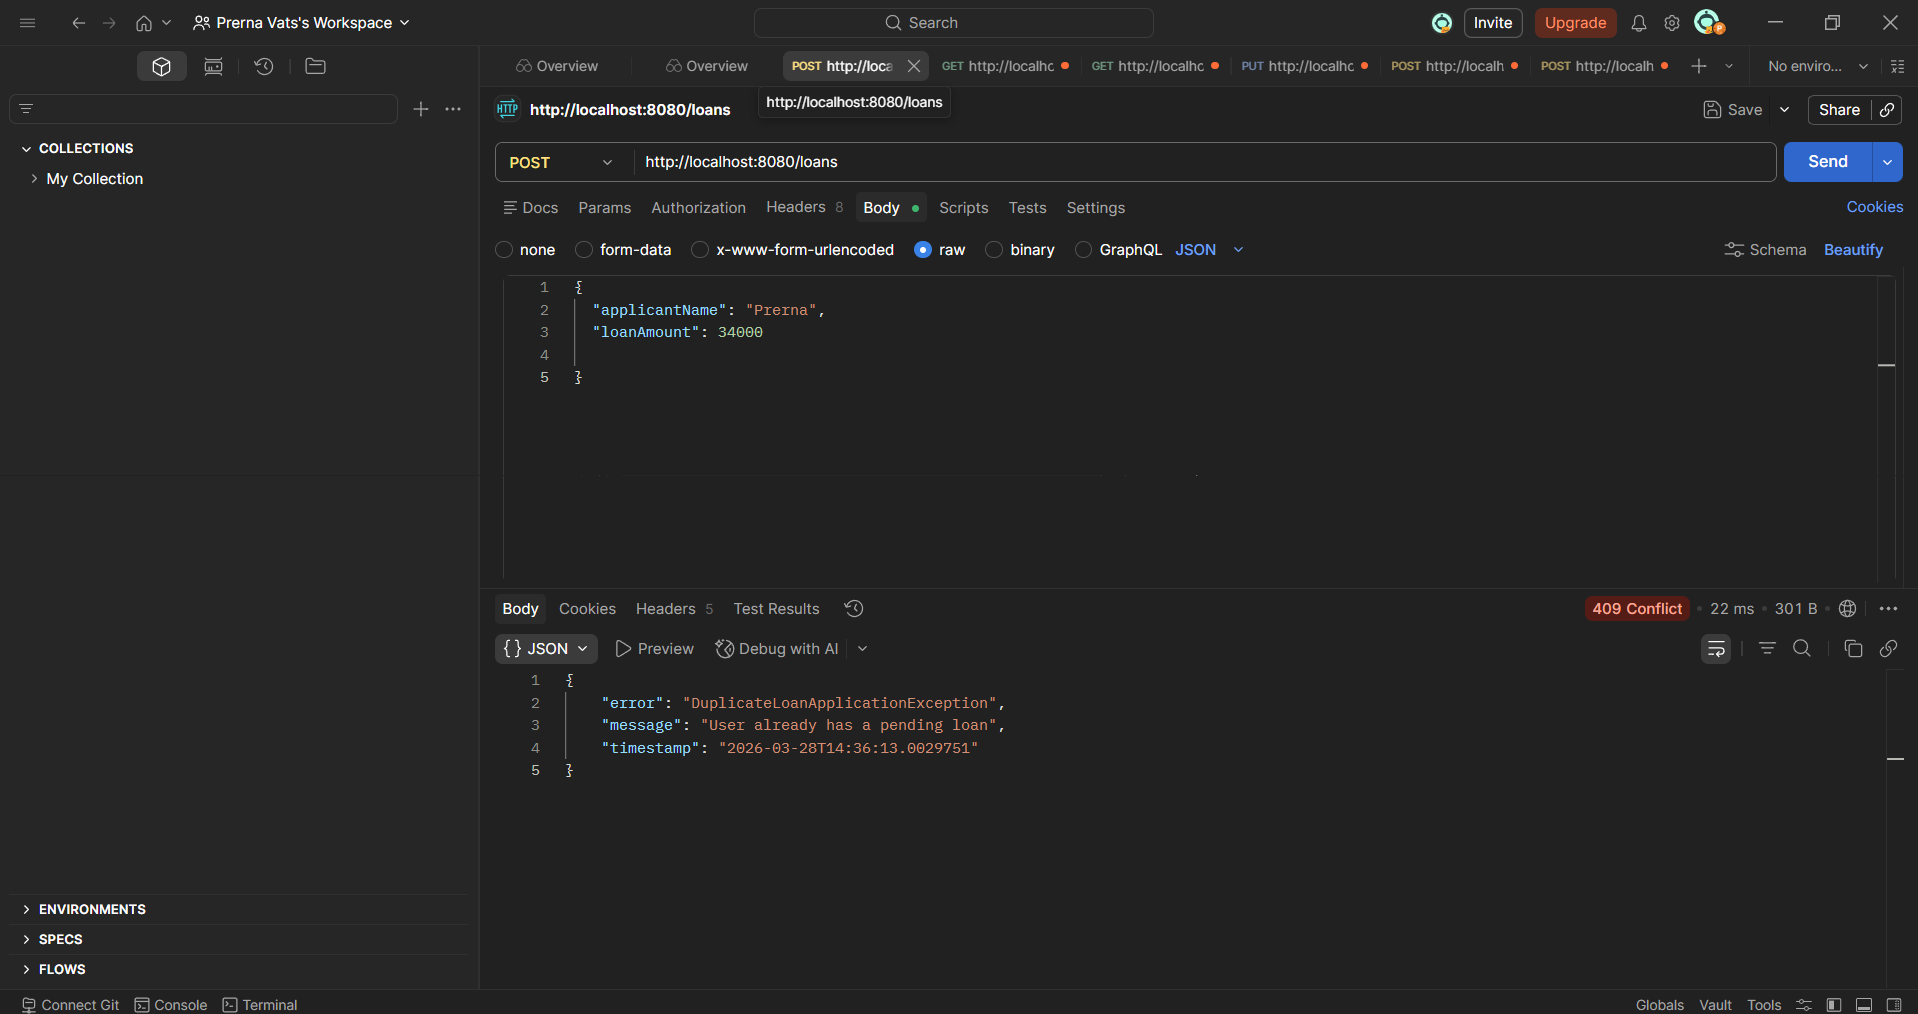 Prerna Vats's Workspace
Search
Invite
Upgrade
Overview
Overview
POST http://loca
GET http://localhc
GET http://localhc
PUT http://localhc
POST http://localh
POST http://localh
No enviro...
HTTP http://localhost:8080/loans
http://localhost:8080/loans
Save
Share
COLLECTIONS
My Collection
POST
http://localhost:8080/loans
Send
Docs
Params
Authorization
Headers 8
Body
Scripts
Tests
Settings
Cookies
none
form-data
x-www-form-urlencoded
raw
binary
GraphQL
JSON
Schema
Beautify
1 {
2 "applicantName": "Prerna",
3 "loanAmount": 34000
4
5 }
Body
Cookies
Headers 5
Test Results
409 Conflict • 22 ms • 301 B •
{} JSON
Preview
Debug with AI
1 {
2 "error": "DuplicateLoanApplicationException",
3 "message": "User already has a pending loan",
4 "timestamp": "2026-03-28T14:36:13.0029751"
5 }
ENVIRONMENTS
SPECS
FLOWS
Connect Git
Console
Terminal
Globals
Vault
Tools